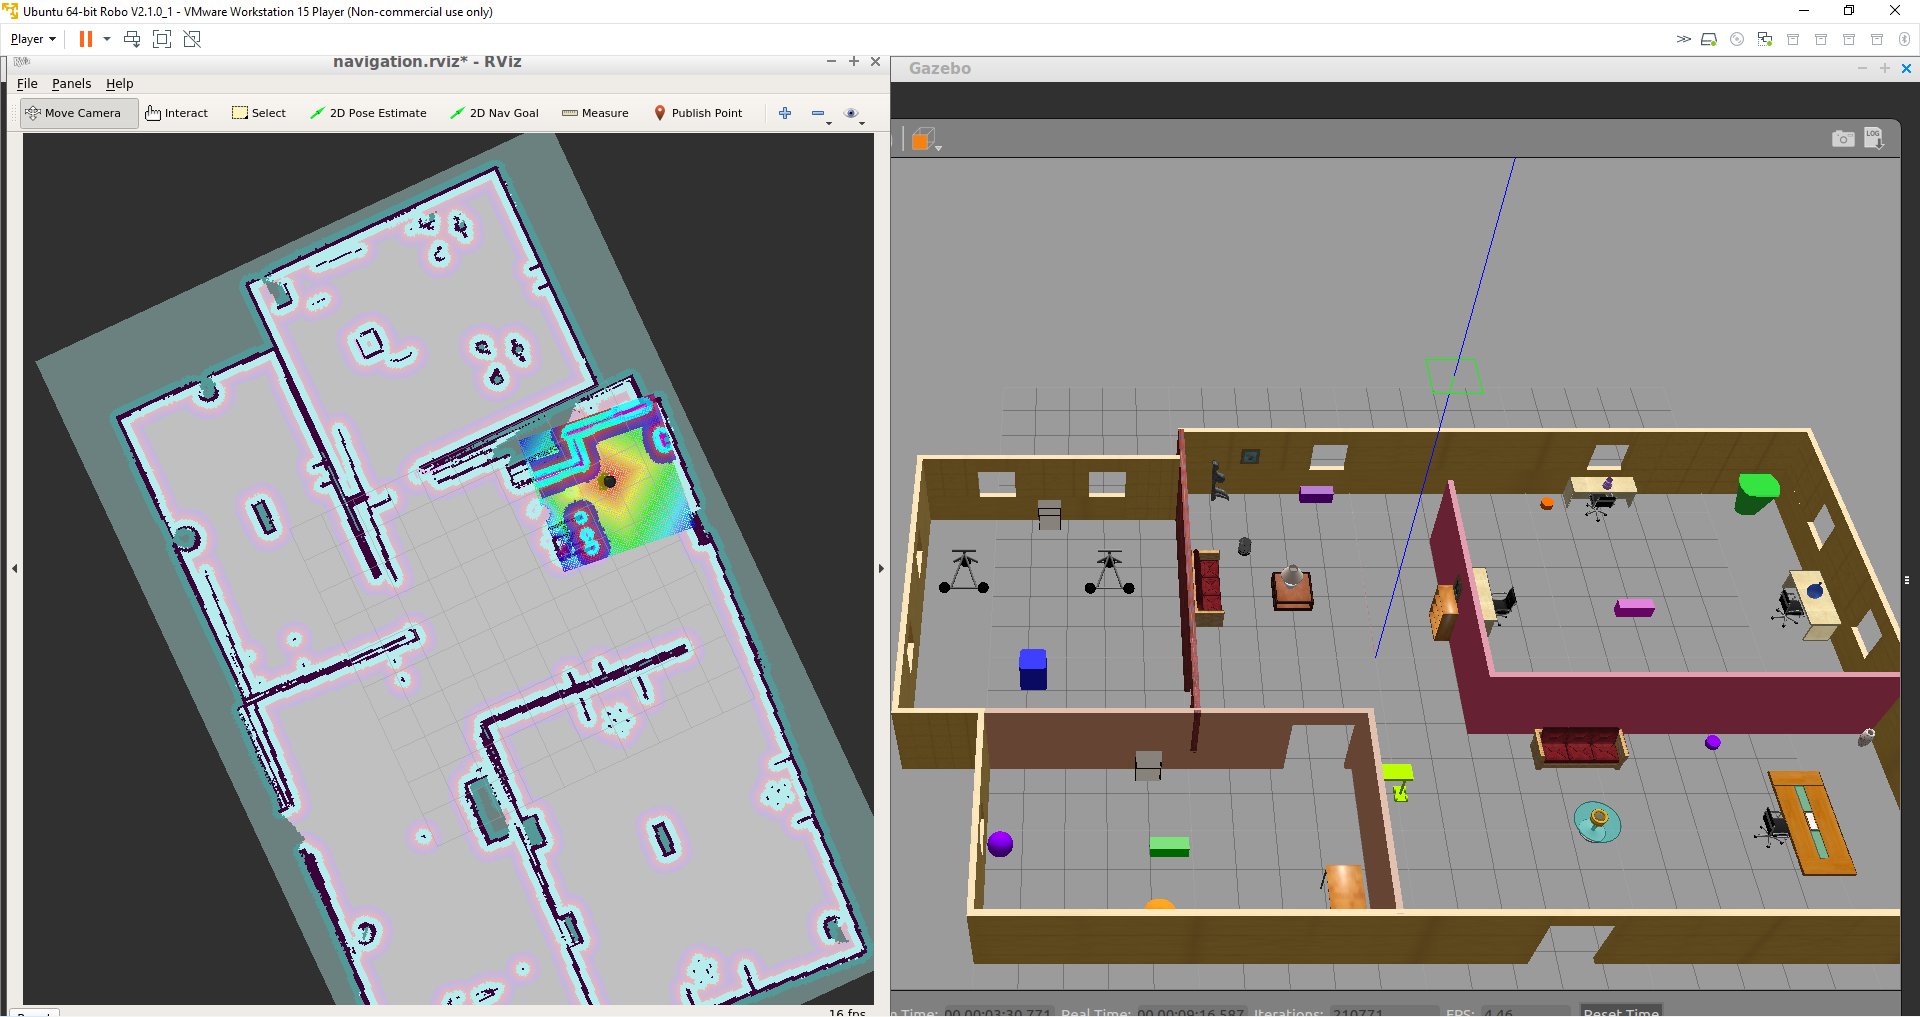 Ubuntu 64-bit Robo V2.1.0_1 - VMware Workstation 15 Player (Non-commercial use only)
Player
navigation.rviz* - RViz
Gazebo
File Panels Help
Move Camera Interact Select 2D Pose Estimate 2D Nav Goal Measure Publish Point
LOG
16 fps
Time: 00 00:03:30.771 Real Time: 00 00:09:16.587 Iterations: 210771 FPS: 4.46 Reset Time